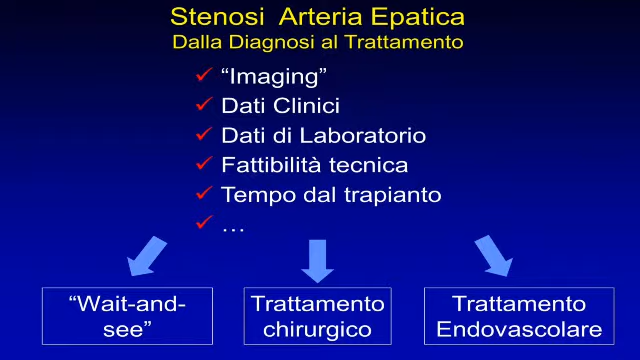 Stenosi Arteria Epatica
Dalla Diagnosi al Trattamento
“Imaging”
Dati Clinici
Dati di Laboratorio
Fattibilità tecnica
Tempo dal trapianto
…
“Wait-and-
see”
Trattamento
chirurgico
Trattamento
Endovascolare